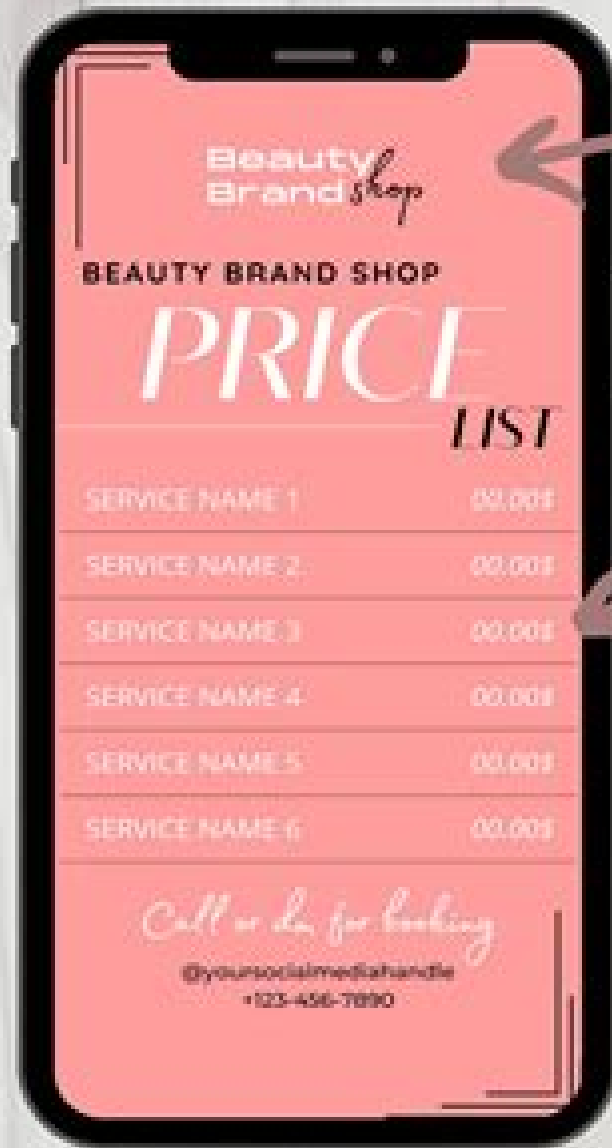 Beauty
Brand shop
BEAUTY BRAND SHOP
PRICE
LIST
SERVICE NAME 1 00.00$
SERVICE NAME 2 00.00$
SERVICE NAME 3 00.00$
SERVICE NAME 4 00.00$
SERVICE NAME 5 00.00$
SERVICE NAME 6 00.00$
Call or dm for booking
@yoursocialmediahandle
+123-456-7890